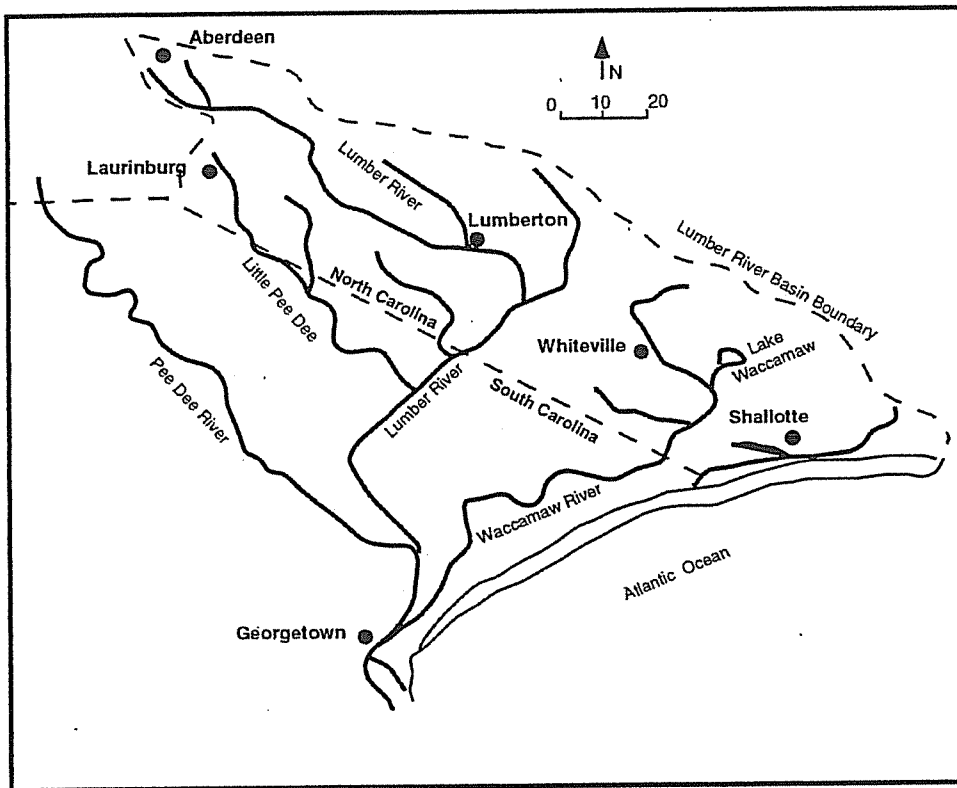 Aberdeen
N
0 10 20
Laurinburg
Lumber River
Lumberton
Lumber River Basin Boundary
North Carolina
Little Pee Dee
Whiteville
Lake
Waccamaw
Pee Dee River
Lumber River
South Carolina
Shallotte
Waccamaw River
Atlantic Ocean
Georgetown